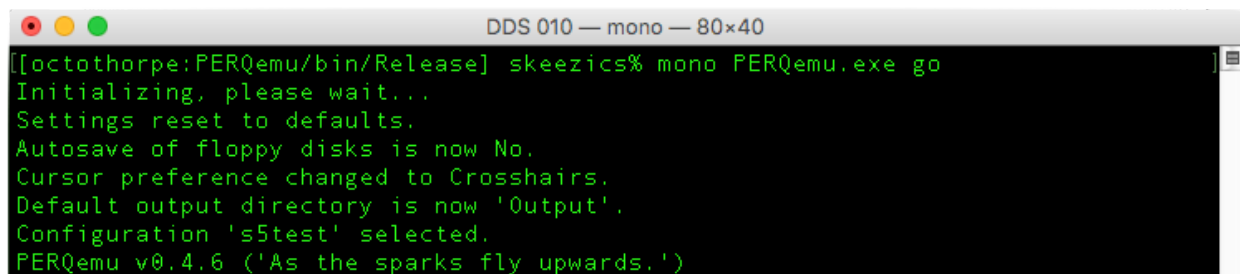 DDS 010 — mono — 80×40
[[octothorpe:PERQemu/bin/Release] skeezics% mono PERQemu.exe go ]
Initializing, please wait...
Settings reset to defaults.
Autosave of floppy disks is now No.
Cursor preference changed to Crosshairs.
Default output directory is now 'Output'.
Configuration 's5test' selected.
PERQemu v0.4.6 ('As the sparks fly upwards.')